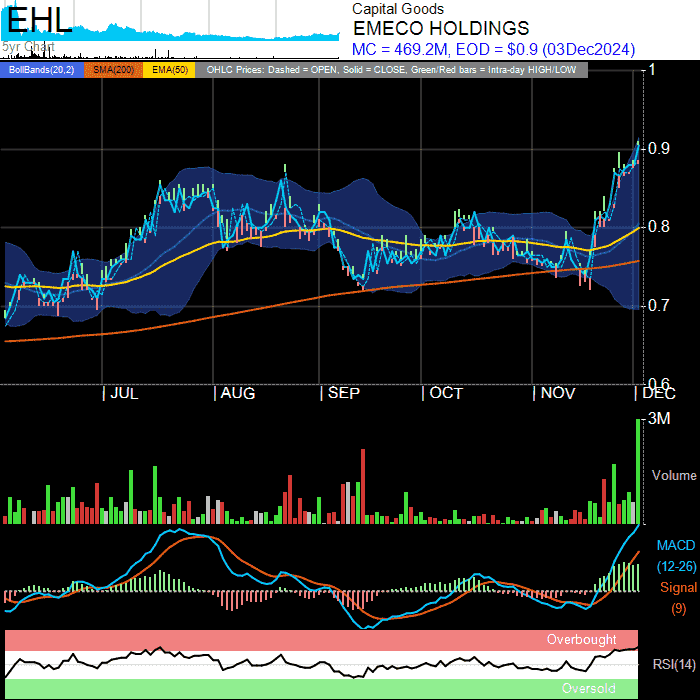 EHL
5yr Chart
Capital Goods
EMECO HOLDINGS
MC = 469.2M, EOD = $0.9 (03Dec2024)
BollBands(20,2) SMA(200) EMA(50) OHLC Prices: Dashed = OPEN, Solid = CLOSE, Green/Red bars = Intra-day HIGH/LOW
1
0.9
0.8
0.7
0.6
JUL AUG SEP OCT NOV DEC
3M
Volume
MACD
(12-26)
Signal
(9)
Overbought
RSI(14)
Oversold